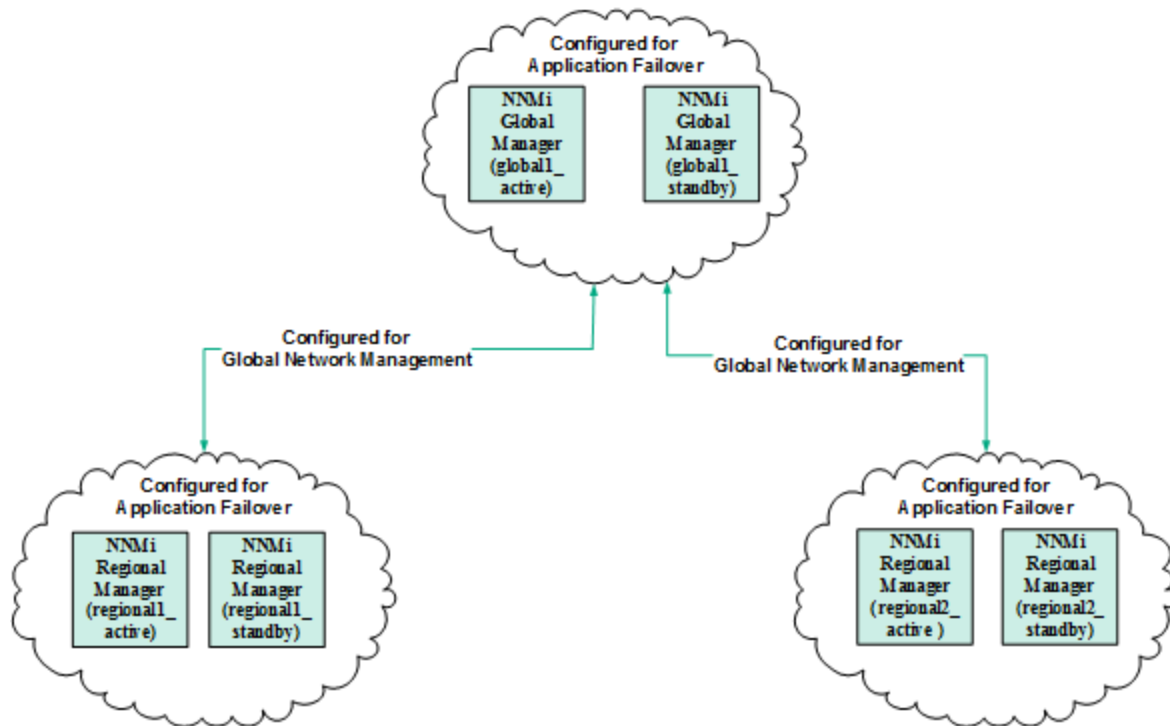 Configured for
Application Failover
NNMi
Global
Manager
(global1_
active)
NNMi
Global
Manager
(global1_
standby)
Configured for
Global Network Management
Configured for
Global Network Management
Configured for
Application Failover
NNMi
Regional
Manager
(regional1_
active)
NNMi
Regional
Manager
(regional1_
standby)
Configured for
Application Failover
NNMi
Regional
Manager
(regional2_
active )
NNMi
Regional
Manager
(regional2_
standby)